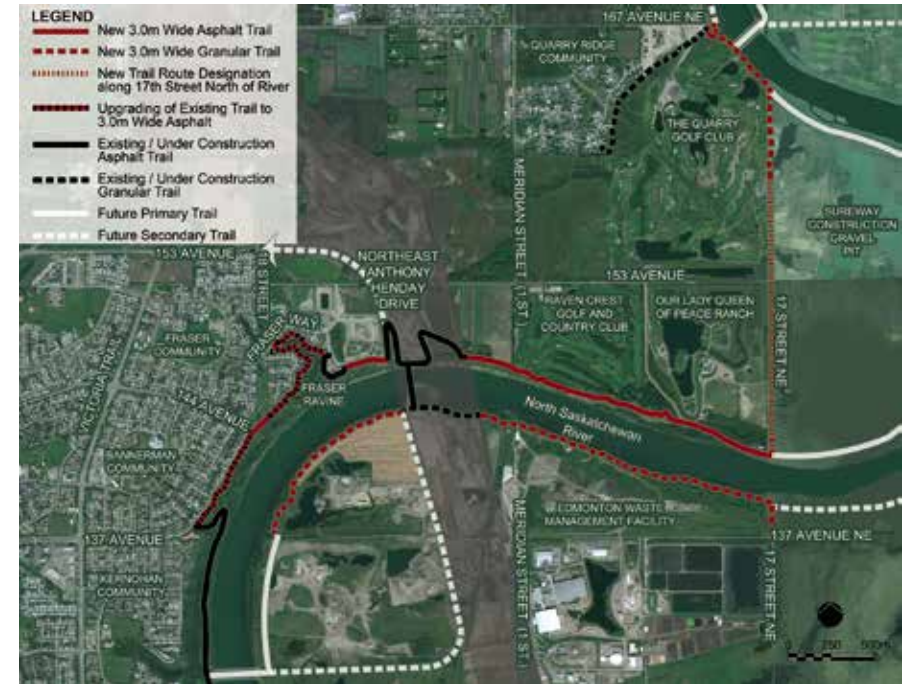 LEGEND
New 3.0m Wide Asphalt Trail
New 3.0m Wide Granular Trail
New Trail Route Designation
along 17th Street North of River
Upgrading of Existing Trail to
3.0m Wide Asphalt
Existing / Under Construction
Asphalt Trail
Existing / Under Construction
Granular Trail
Future Primary Trail
Future Secondary Trail
167 AVENUE NE
QUARRY RIDGE
COMMUNITY
THE QUARRY
GOLF CLUB
MERIDIAN STREET (1 ST.)
SUREWAY
CONSTRUCTION
GRAVEL
PIT
153 AVENUE
153 AVENUE
18 STREET
NORTHEAST
ANTHONY
HENDAY
DRIVE
RAVEN CREST
GOLF AND
COUNTRY CLUB
OUR LADY QUEEN
OF PEACE RANCH
17 STREET NE
FRASER WAY
FRASER
COMMUNITY
VICTORIA TRAIL
FRASER
RAVINE
144 AVENUE
North Saskatchewan
River
BANNERMAN
COMMUNITY
EDMONTON WASTE
MANAGEMENT FACILITY
137 AVENUE
137 AVENUE NE
KERNOHAN
COMMUNITY
MERIDIAN STREET (1 ST.)
17 STREET NE
0 250 500m